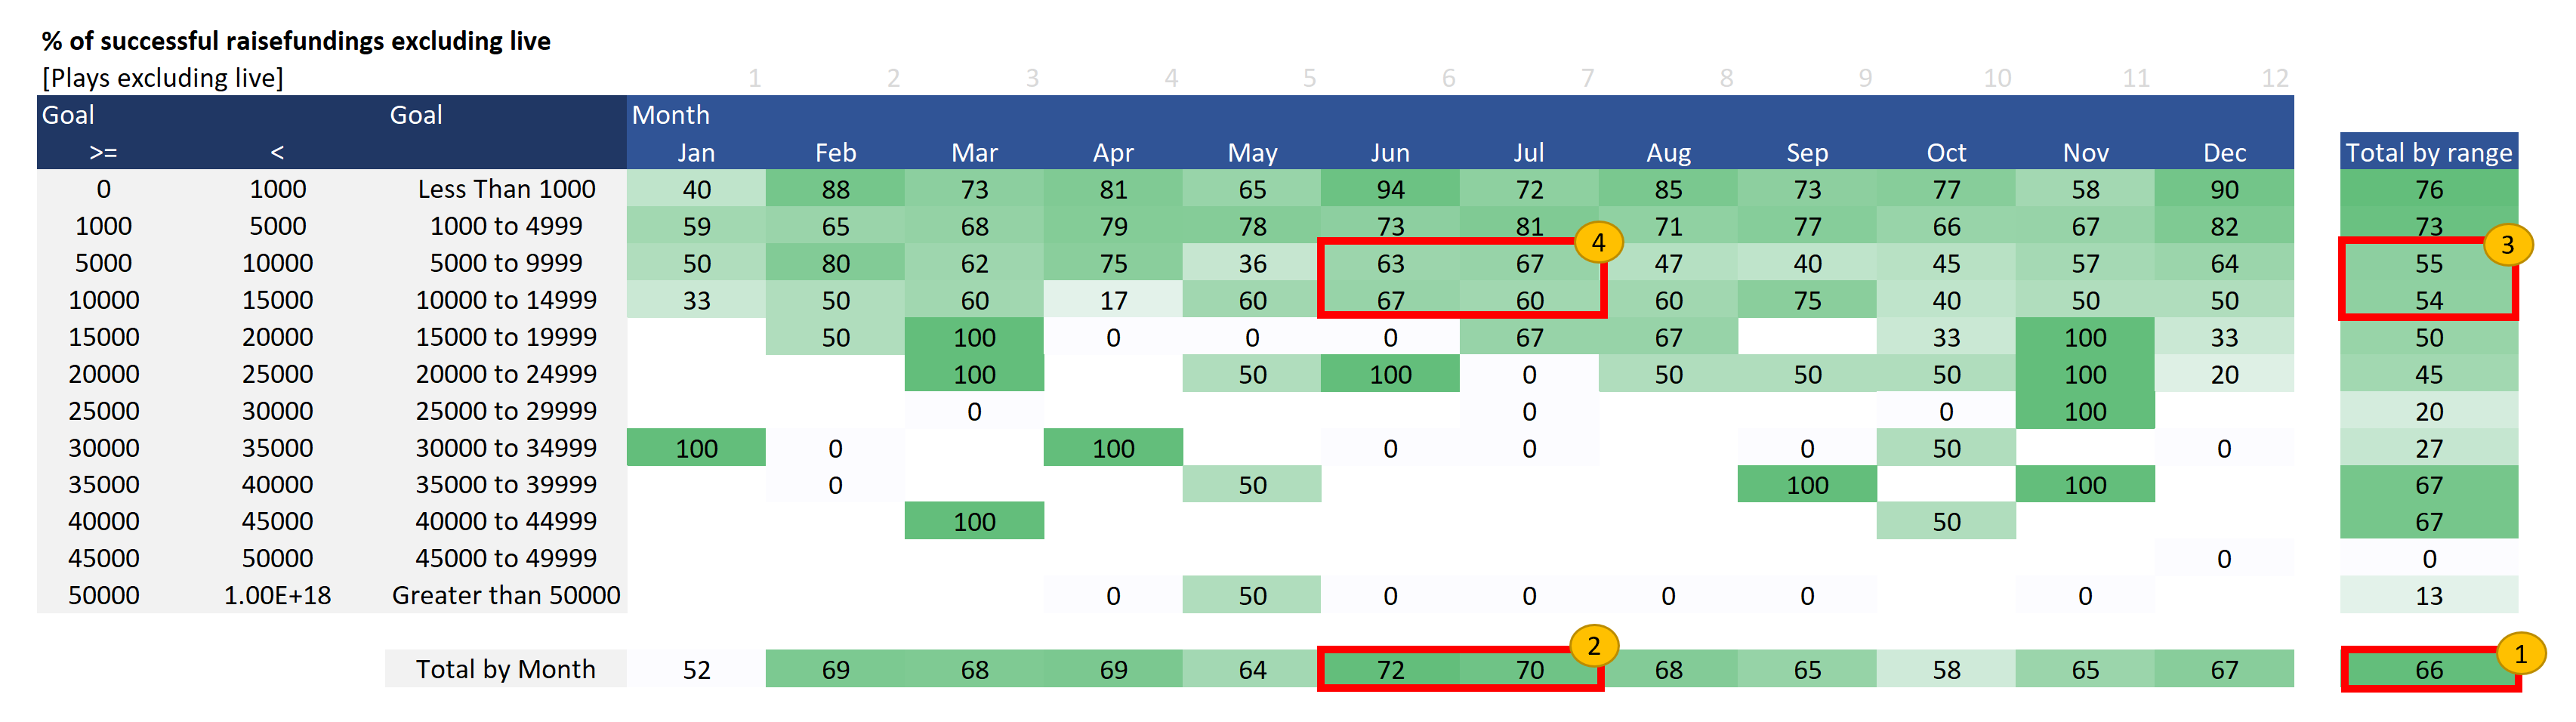 % of successful raisefundings excluding live
[Plays excluding live] 1 2 3 4 5 6 7 8 9 10 11 12
Goal Goal Month
>= < Jan Feb Mar Apr May Jun Jul Aug Sep Oct Nov Dec Total by range
0 1000 Less Than 1000 40 88 73 81 65 94 72 85 73 77 58 90 76
1000 5000 1000 to 4999 59 65 68 79 78 73 81 71 77 66 67 82 73
4 3
5000 10000 5000 to 9999 50 80 62 75 36 63 67 47 40 45 57 64 55
10000 15000 10000 to 14999 33 50 60 17 60 67 60 60 75 40 50 50 54
15000 20000 15000 to 19999 50 100 0 0 0 67 67 33 100 33 50
20000 25000 20000 to 24999 100 50 100 0 50 50 50 100 20 45
25000 30000 25000 to 29999 0 0 0 100 20
30000 35000 30000 to 34999 100 0 100 0 0 0 50 0 27
35000 40000 35000 to 39999 0 50 100 100 67
40000 45000 40000 to 44999 100 50 67
45000 50000 45000 to 49999 0 0
50000 1.00E+18 Greater than 50000 0 50 0 0 0 0 0 13
2 1
Total by Month 52 69 68 69 64 72 70 68 65 58 65 67 66